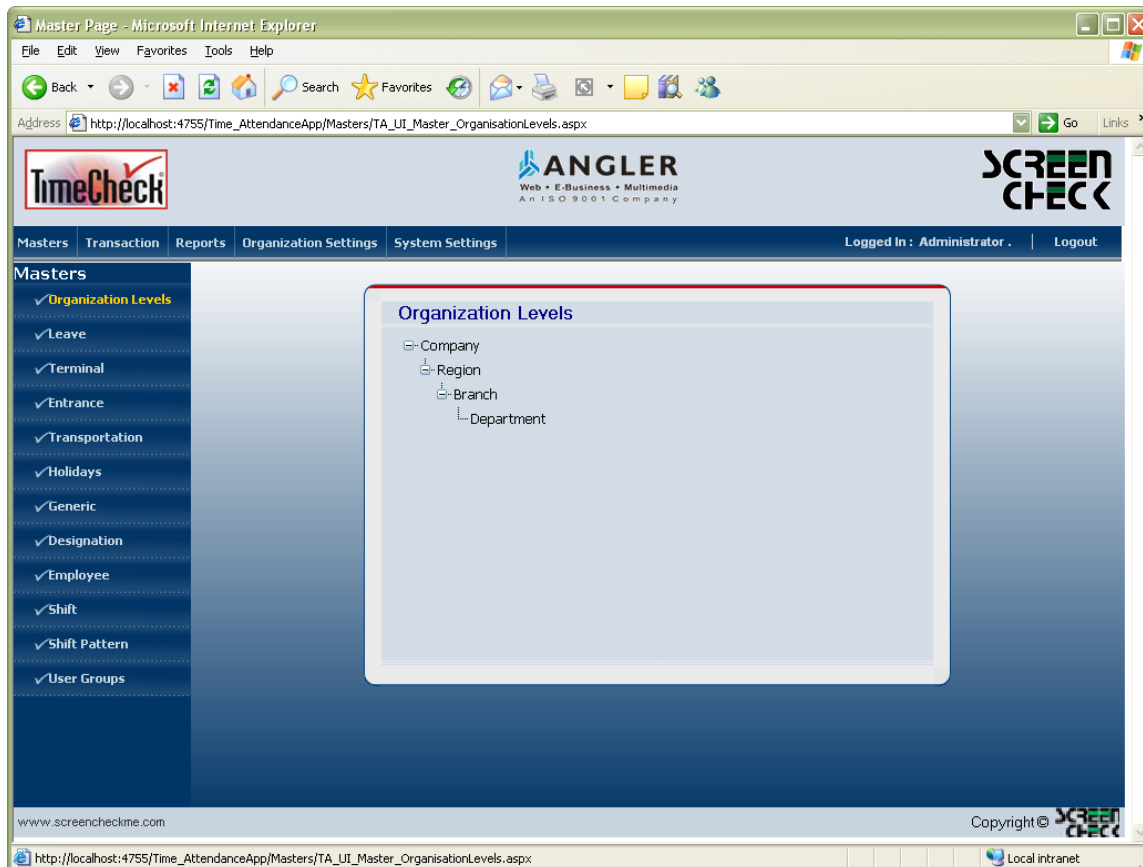 Master Page - Microsoft Internet Explorer
File Edit View Favorites Tools Help
Back Search Favorites
Address http://localhost:4755/Time_AttendanceApp/Masters/TA_UI_Master_OrganisationLevels.aspx Go Links
TimeCheck
ANGLER
Web • E-Business • Multimedia
An ISO 9001 Company
SCREEN
CHECK
Masters Transaction Reports Organization Settings System Settings Logged In : Administrator . | Logout
Masters
Organization Levels
Leave
Terminal
Entrance
Transportation
Holidays
Generic
Designation
Employee
Shift
Shift Pattern
User Groups
Organization Levels
Company
Region
Branch
Department
www.screencheckme.com
Copyright© SCREEN
CHECK
http://localhost:4755/Time_AttendanceApp/Masters/TA_UI_Master_OrganisationLevels.aspx Local intranet